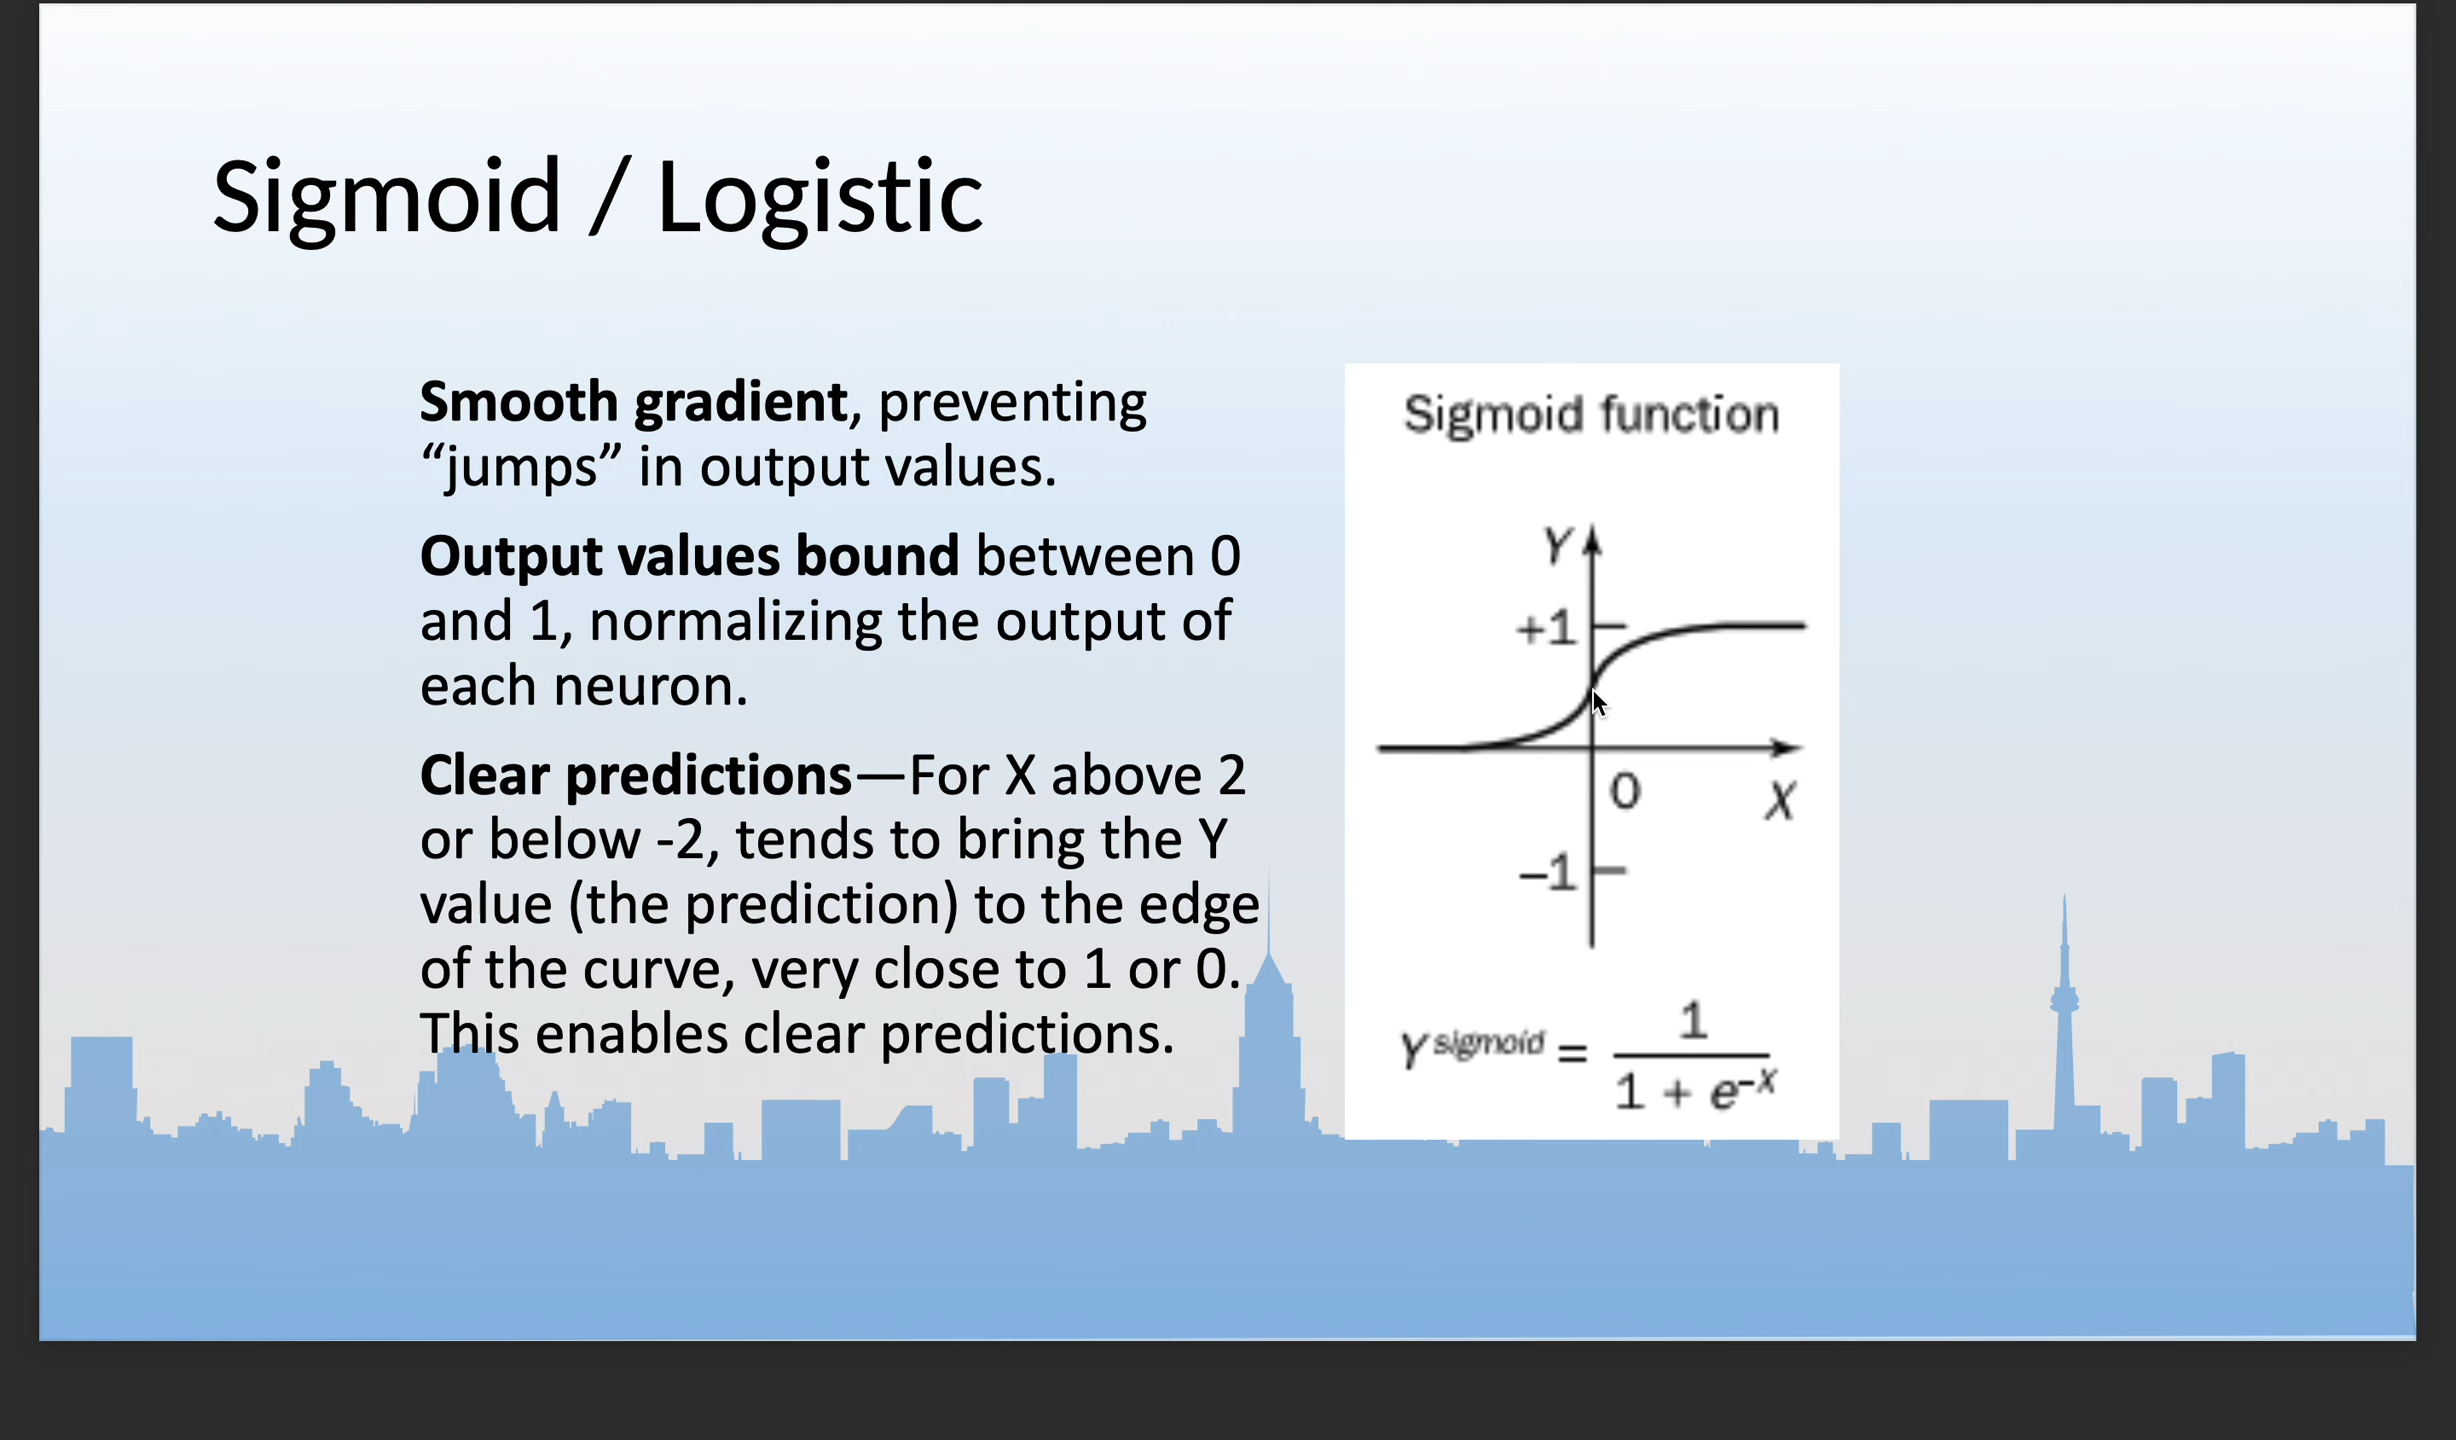 Sigmoid / Logistic
Smooth gradient, preventing
“jumps” in output values.
Output values bound between 0
and 1, normalizing the output of
each neuron.
Clear predictions—For X above 2
or below -2, tends to bring the Y
value (the prediction) to the edge
of the curve, very close to 1 or 0.
This enables clear predictions.
Sigmoid function
Y
+1
0
X
–1
Y sigmoid = 1 / 1 + e^–X